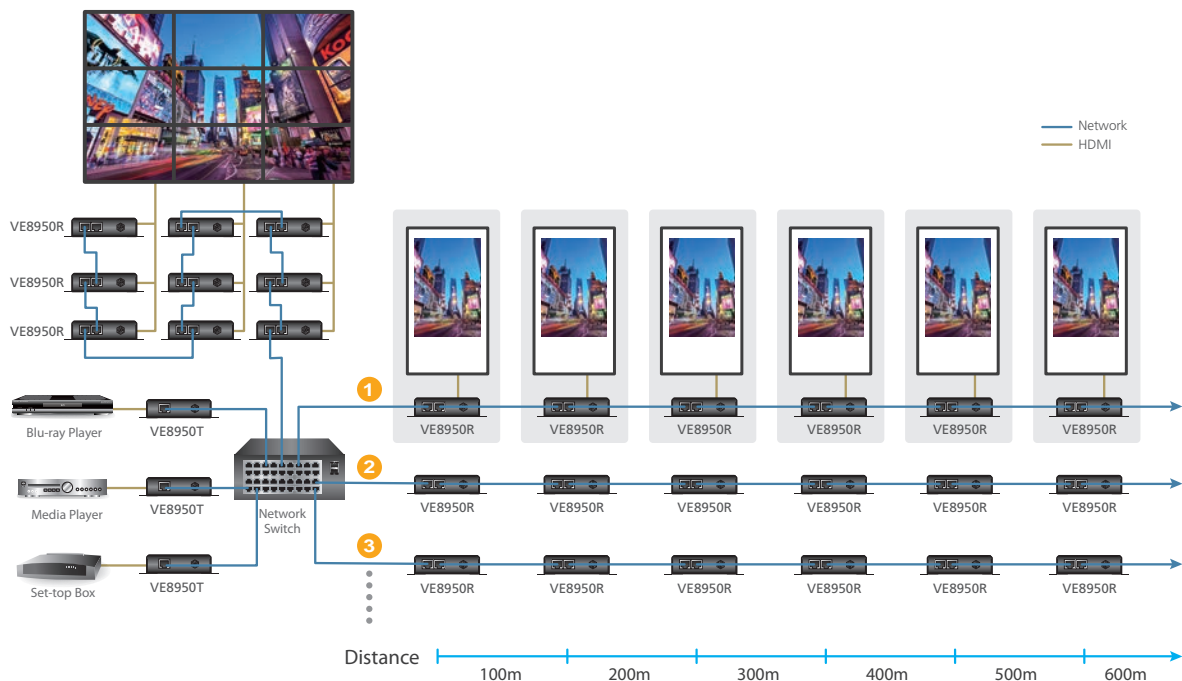 Network
HDMI
VE8950R
VE8950R
VE8950R
Blu-ray Player
VE8950T
Media Player
VE8950T
Set-top Box
VE8950T
Network
Switch
1
VE8950R VE8950R VE8950R VE8950R VE8950R VE8950R
2
VE8950R VE8950R VE8950R VE8950R VE8950R VE8950R
3
VE8950R VE8950R VE8950R VE8950R VE8950R VE8950R
Distance
100m 200m 300m 400m 500m 600m